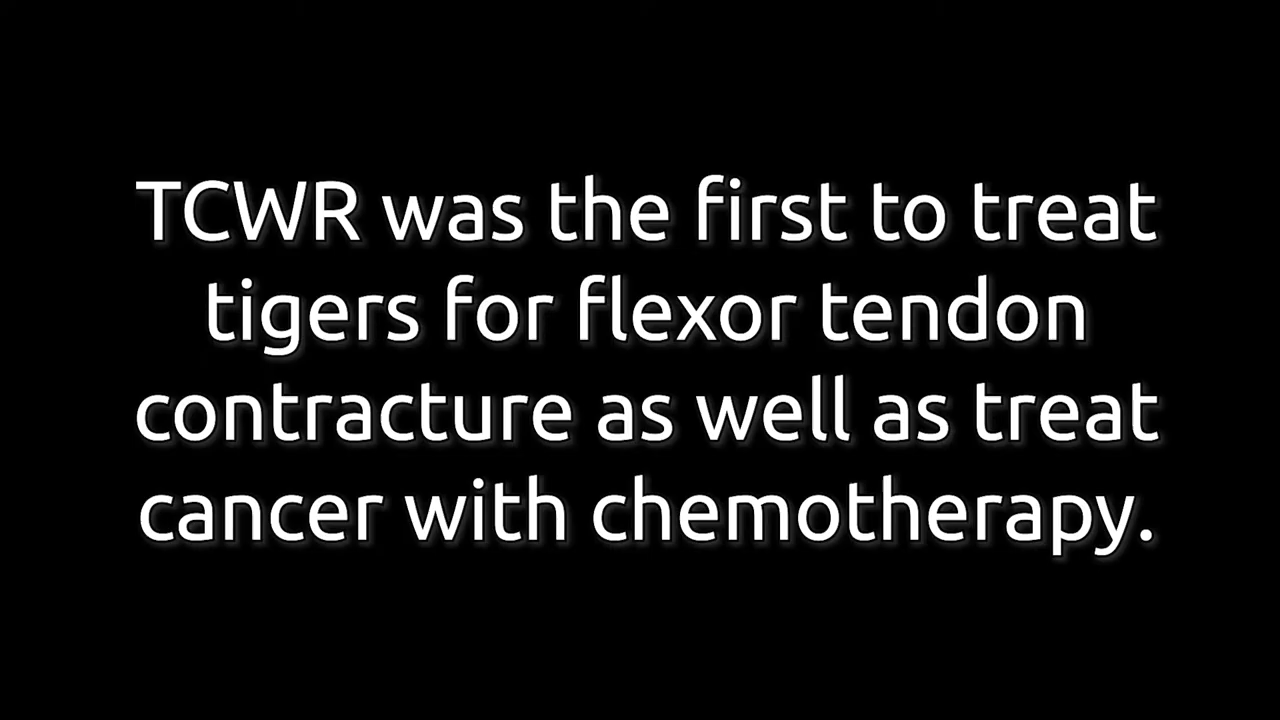 TCWR was the first to treat
tigers for flexor tendon
contracture as well as treat
cancer with chemotherapy.